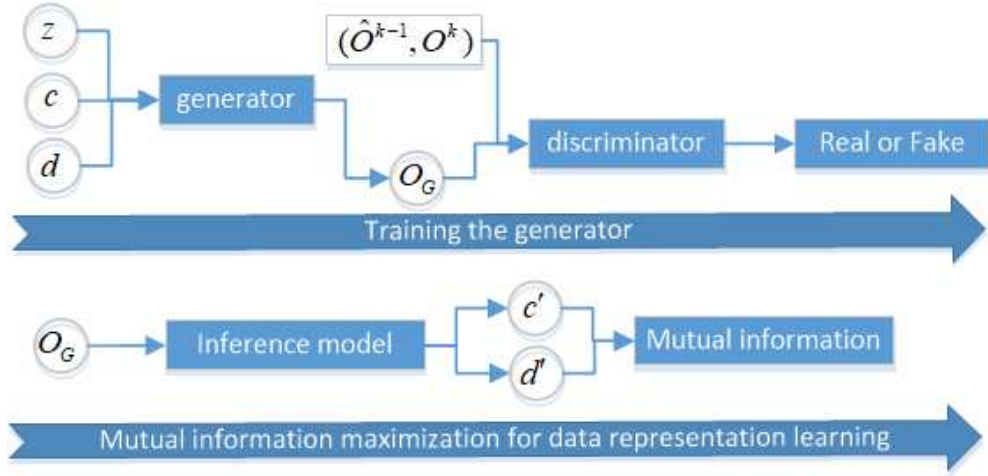 z
c
d
generator
(Ô^{k-1}, O^k)
O_G
discriminator
Real or Fake
Training the generator
O_G
Inference model
c'
d'
Mutual information
Mutual information maximization for data representation learning